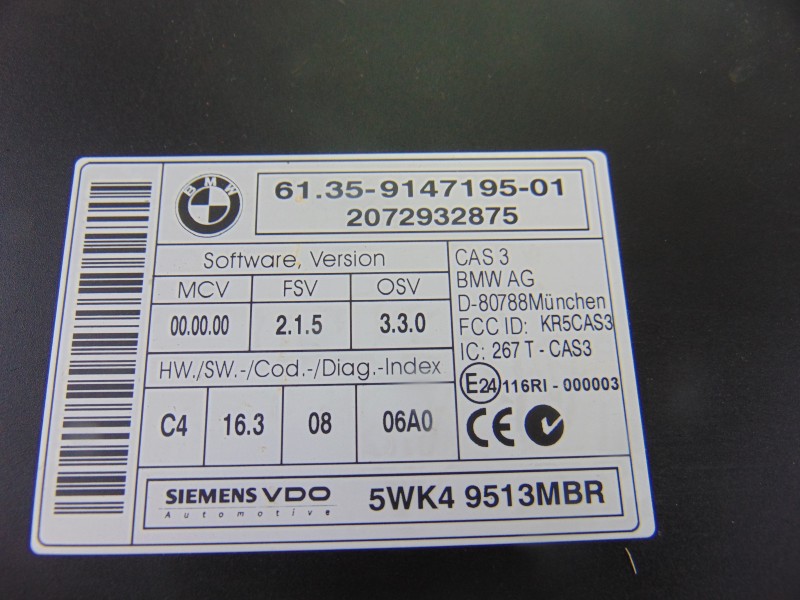 BMW
61.35-9147195-01
2072932875
Software, Version
MCV FSV OSV
00.00.00 2.1.5 3.3.0
HW./SW.-/Cod.-/Diag.-Index
C4 16.3 08 06A0
CAS 3
BMW AG
D-80788München
FCC ID: KR5CAS3
IC: 267 T - CAS3
E24 116RI - 000003
CE
SIEMENS VDO
Automotive
5WK4 9513MBR